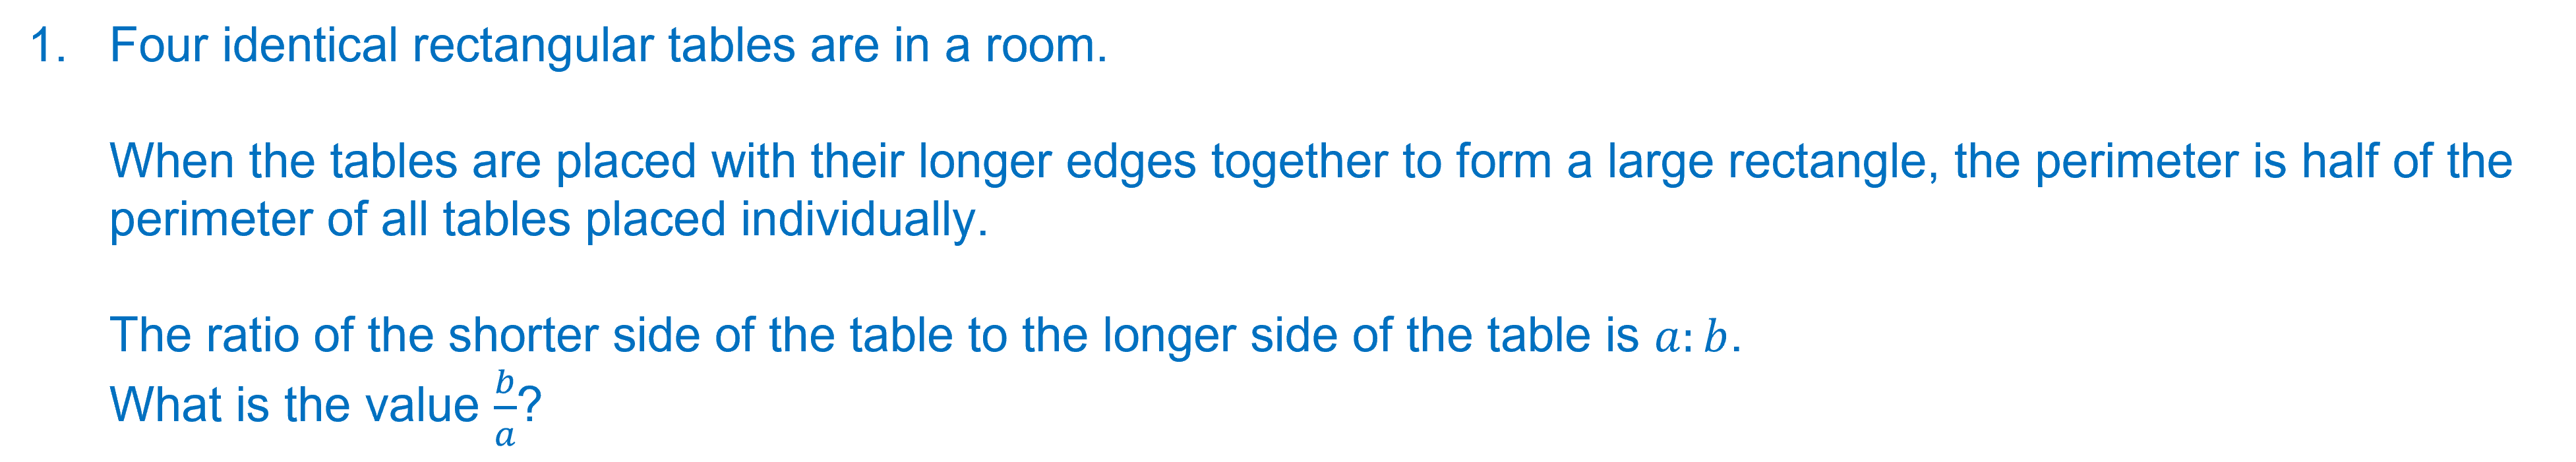 1. Four identical rectangular tables are in a room.
When the tables are placed with their longer edges together to form a large rectangle, the perimeter is half of the
perimeter of all tables placed individually.
The ratio of the shorter side of the table to the longer side of the table is a: b.
What is the value b/a?